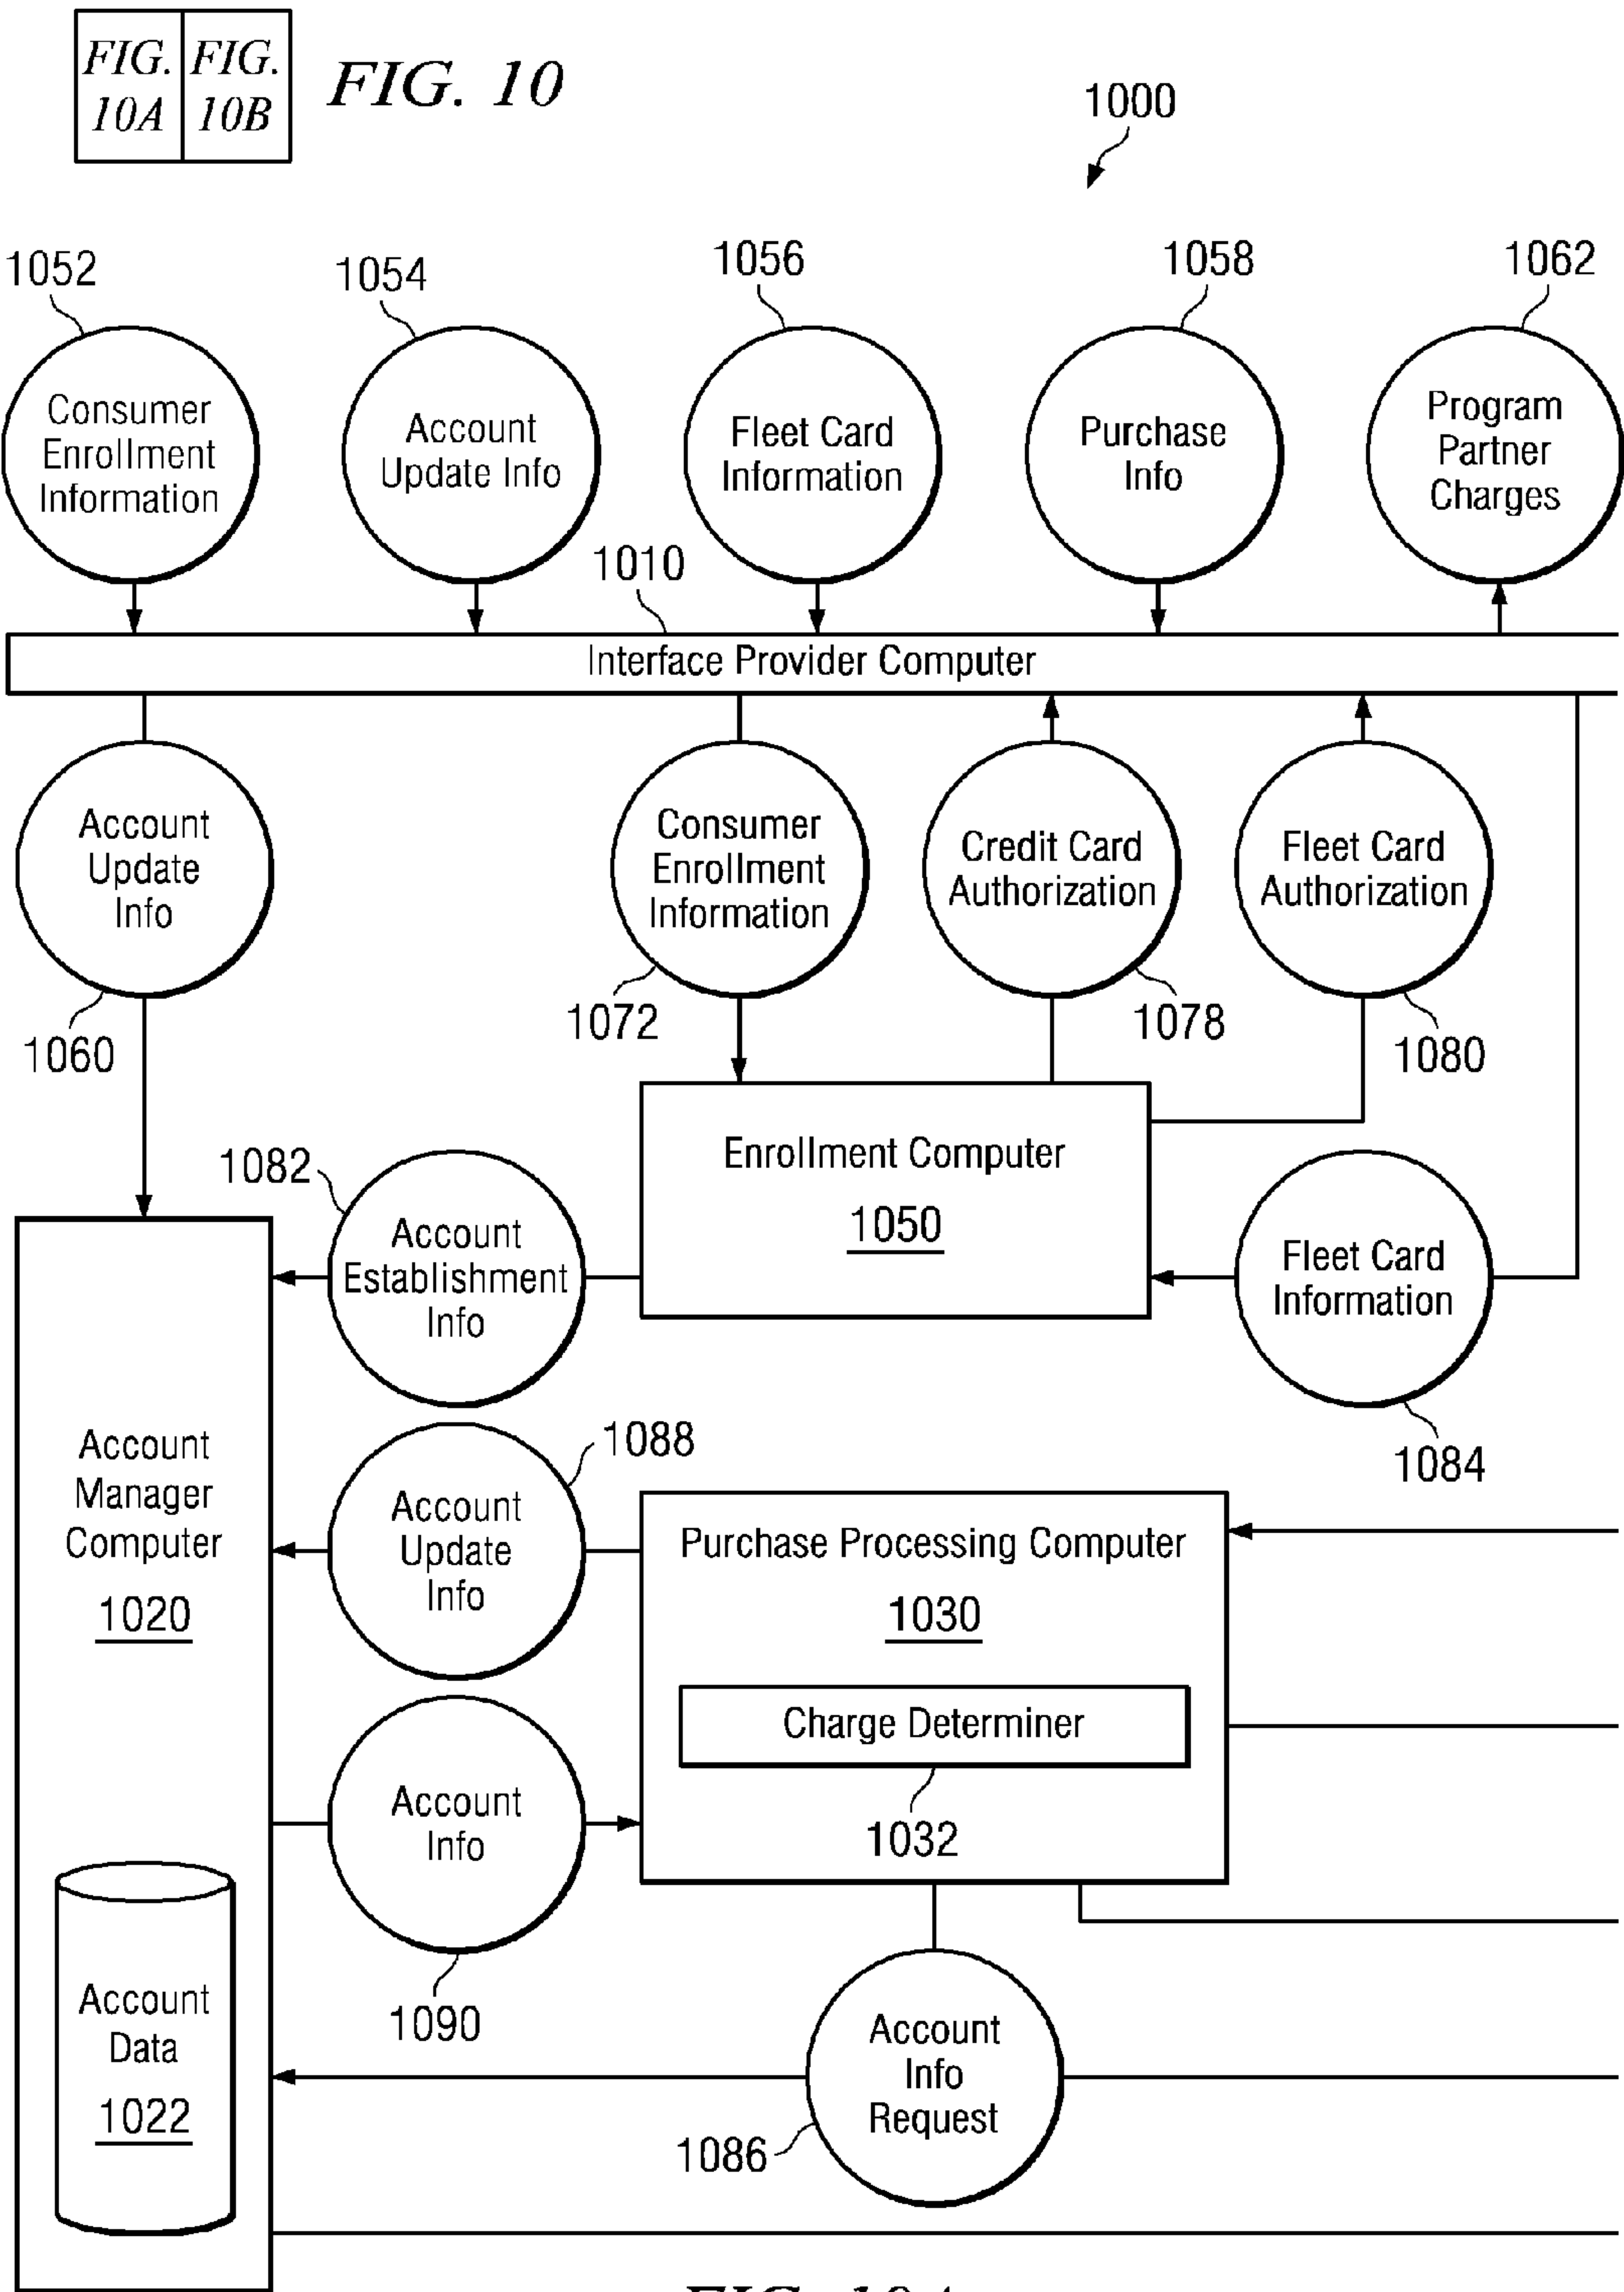 FIG. 10A
FIG. 10B
FIG. 10
1000
1052
1054
1056
1058
1062
Consumer
Enrollment
Information
Account
Update Info
Fleet Card
Information
Purchase
Info
Program
Partner
Charges
1010
Interface Provider Computer
Account
Update
Info
Consumer
Enrollment
Information
Credit Card
Authorization
Fleet Card
Authorization
1060
1072
1078
1080
Enrollment Computer
1050
1082
Account
Establishment
Info
Fleet Card
Information
1084
Account
Manager
Computer
1020
1088
Account
Update
Info
Purchase Processing Computer
1030
Charge Determiner
1032
Account
Info
1090
Account
Data
1022
Account
Info
Request
1086